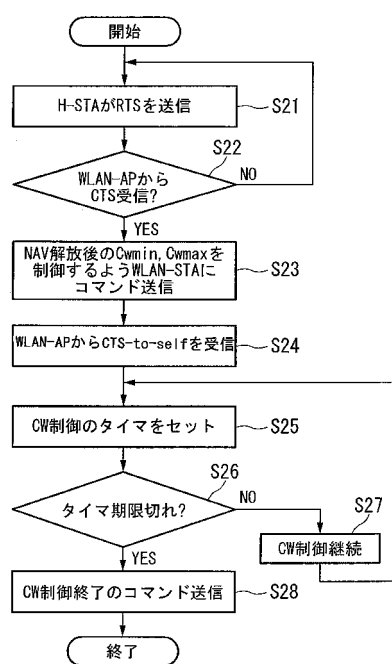 開始
H-STAがRTSを送信
S21
S22
WLAN-APから
CTS受信?
NO
YES
NAV解放後のCwmin,Cwmaxを
制御するようWLAN-STAに
コマンド送信
S23
WLAN-APからCTS-to-selfを受信
S24
CW制御のタイマをセット
S25
S26
タイマ期限切れ?
NO
S27
CW制御継続
YES
CW制御終了のコマンド送信
S28
終了